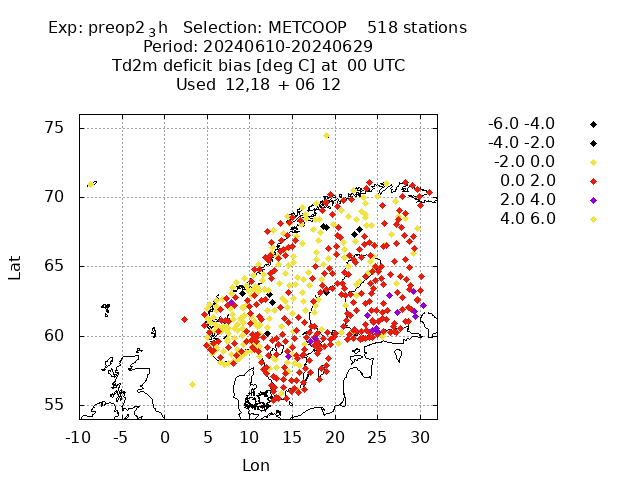 Exp: preop2₃h Selection: METCOOP 518 stations
Period: 20240610-20240629
Td2m deficit bias [deg C] at 00 UTC
Used 12,18 + 06 12
-6.0 -4.0
-4.0 -2.0
-2.0 0.0
0.0 2.0
2.0 4.0
4.0 6.0
75
70
65
60
55
Lat
-10 -5 0 5 10 15 20 25 30
Lon